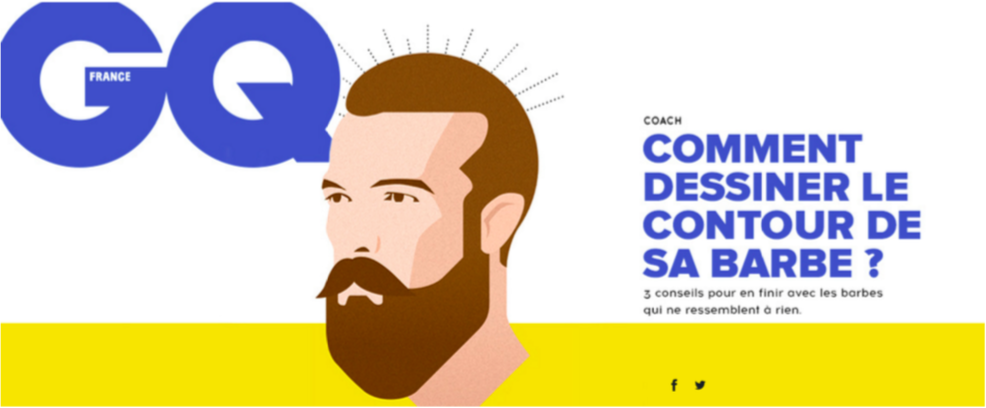 GQ
FRANCE
COACH
COMMENT
DESSINER LE
CONTOUR DE
SA BARBE ?
3 conseils pour en finir avec les barbes
qui ne ressemblent à rien.